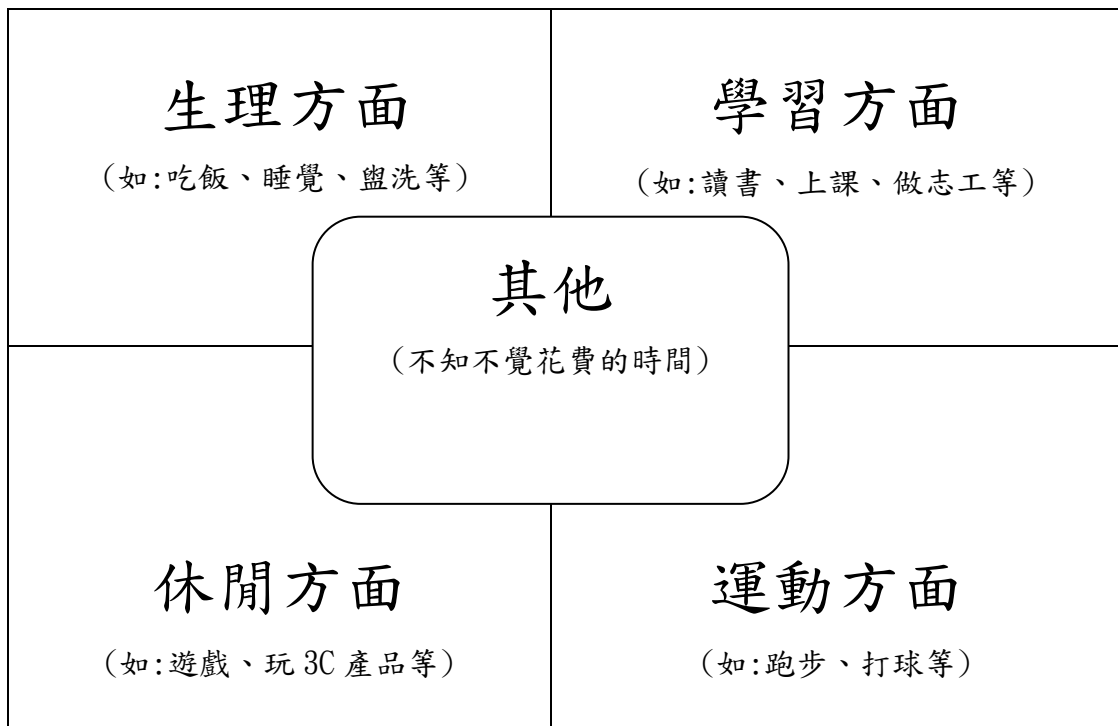 生理方面
(如:吃飯、睡覺、盥洗等)
學習方面
(如:讀書、上課、做志工等)
其他
(不知不覺花費的時間)
休閒方面
(如:遊戲、玩 3C 產品等)
運動方面
(如:跑步、打球等)